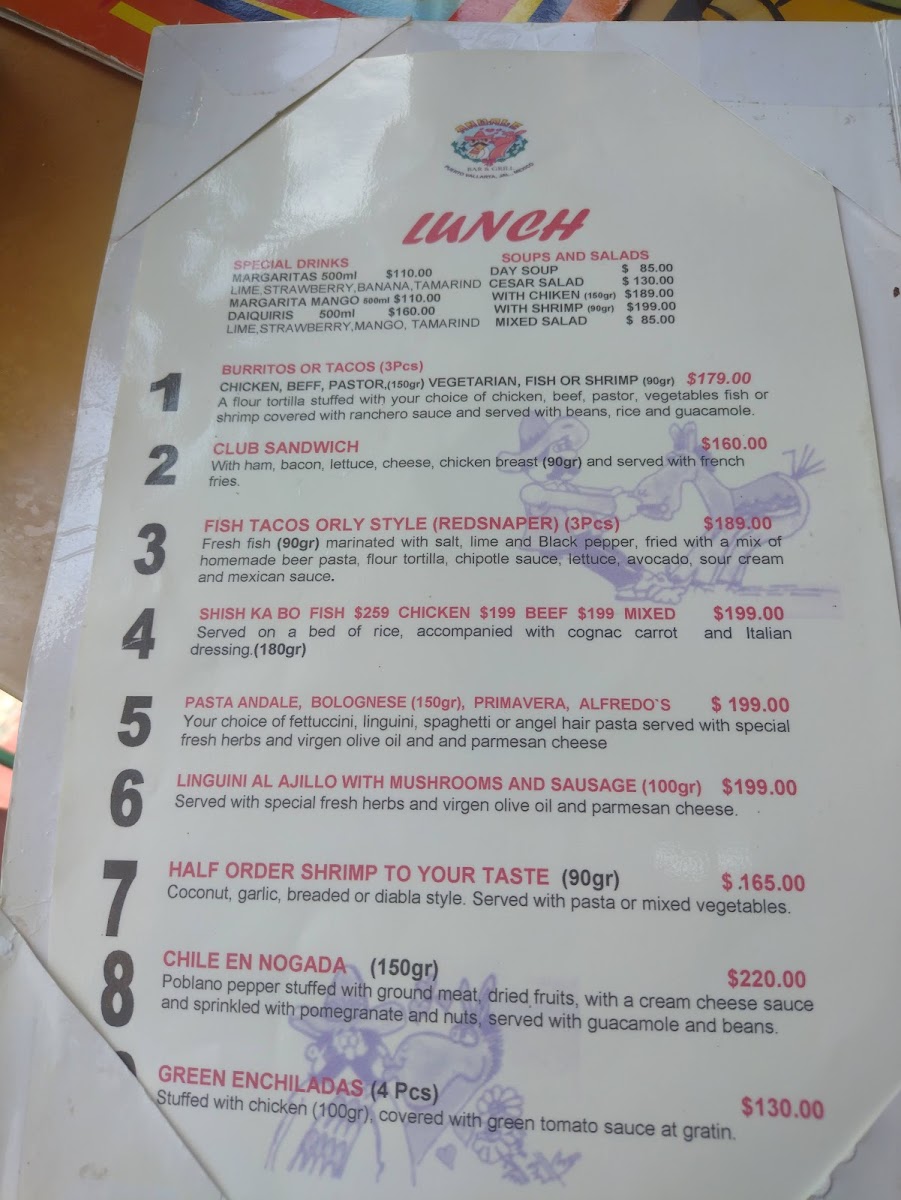 ANDALE
BAR & GRILL
PUERTO VALLARTA, JAL., MEXICO
LUNCH
SPECIAL DRINKS
MARGARITAS 500ml $110.00
LIME,STRAWBERRY,BANANA,TAMARIND
MARGARITA MANGO 500ml $110.00
DAIQUIRIS 500ml $160.00
LIME,STRAWBERRY,MANGO, TAMARIND
SOUPS AND SALADS
DAY SOUP $ 85.00
CESAR SALAD $ 130.00
WITH CHIKEN (150gr) $189.00
WITH SHRIMP (90gr) $199.00
MIXED SALAD $ 85.00
1
BURRITOS OR TACOS (3Pcs)
CHICKEN, BEFF, PASTOR,(150gr) VEGETARIAN, FISH OR SHRIMP (90gr) $179.00
A flour tortilla stuffed with your choice of chicken, beef, pastor, vegetables fish or
shrimp covered with ranchero sauce and served with beans, rice and guacamole.
2
CLUB SANDWICH $160.00
With ham, bacon, lettuce, cheese, chicken breast (90gr) and served with french
fries.
3
FISH TACOS ORLY STYLE (REDSNAPER) (3Pcs) $189.00
Fresh fish (90gr) marinated with salt, lime and Black pepper, fried with a mix of
homemade beer pasta, flour tortilla, chipotle sauce, lettuce, avocado, sour cream
and mexican sauce.
4
SHISH KA BO FISH $259 CHICKEN $199 BEEF $199 MIXED $199.00
Served on a bed of rice, accompanied with cognac carrot and Italian
dressing.(180gr)
5
PASTA ANDALE, BOLOGNESE (150gr), PRIMAVERA, ALFREDO`S $ 199.00
Your choice of fettuccini, linguini, spaghetti or angel hair pasta served with special
fresh herbs and virgen olive oil and and parmesan cheese
6
LINGUINI AL AJILLO WITH MUSHROOMS AND SAUSAGE (100gr) $199.00
Served with special fresh herbs and virgen olive oil and parmesan cheese.
7
HALF ORDER SHRIMP TO YOUR TASTE (90gr) $.165.00
Coconut, garlic, breaded or diabla style. Served with pasta or mixed vegetables.
8
CHILE EN NOGADA (150gr) $220.00
Poblano pepper stuffed with ground meat, dried fruits, with a cream cheese sauce
and sprinkled with pomegranate and nuts, served with guacamole and beans.
GREEN ENCHILADAS (4 Pcs) $130.00
Stuffed with chicken (100gr), covered with green tomato sauce at gratin.